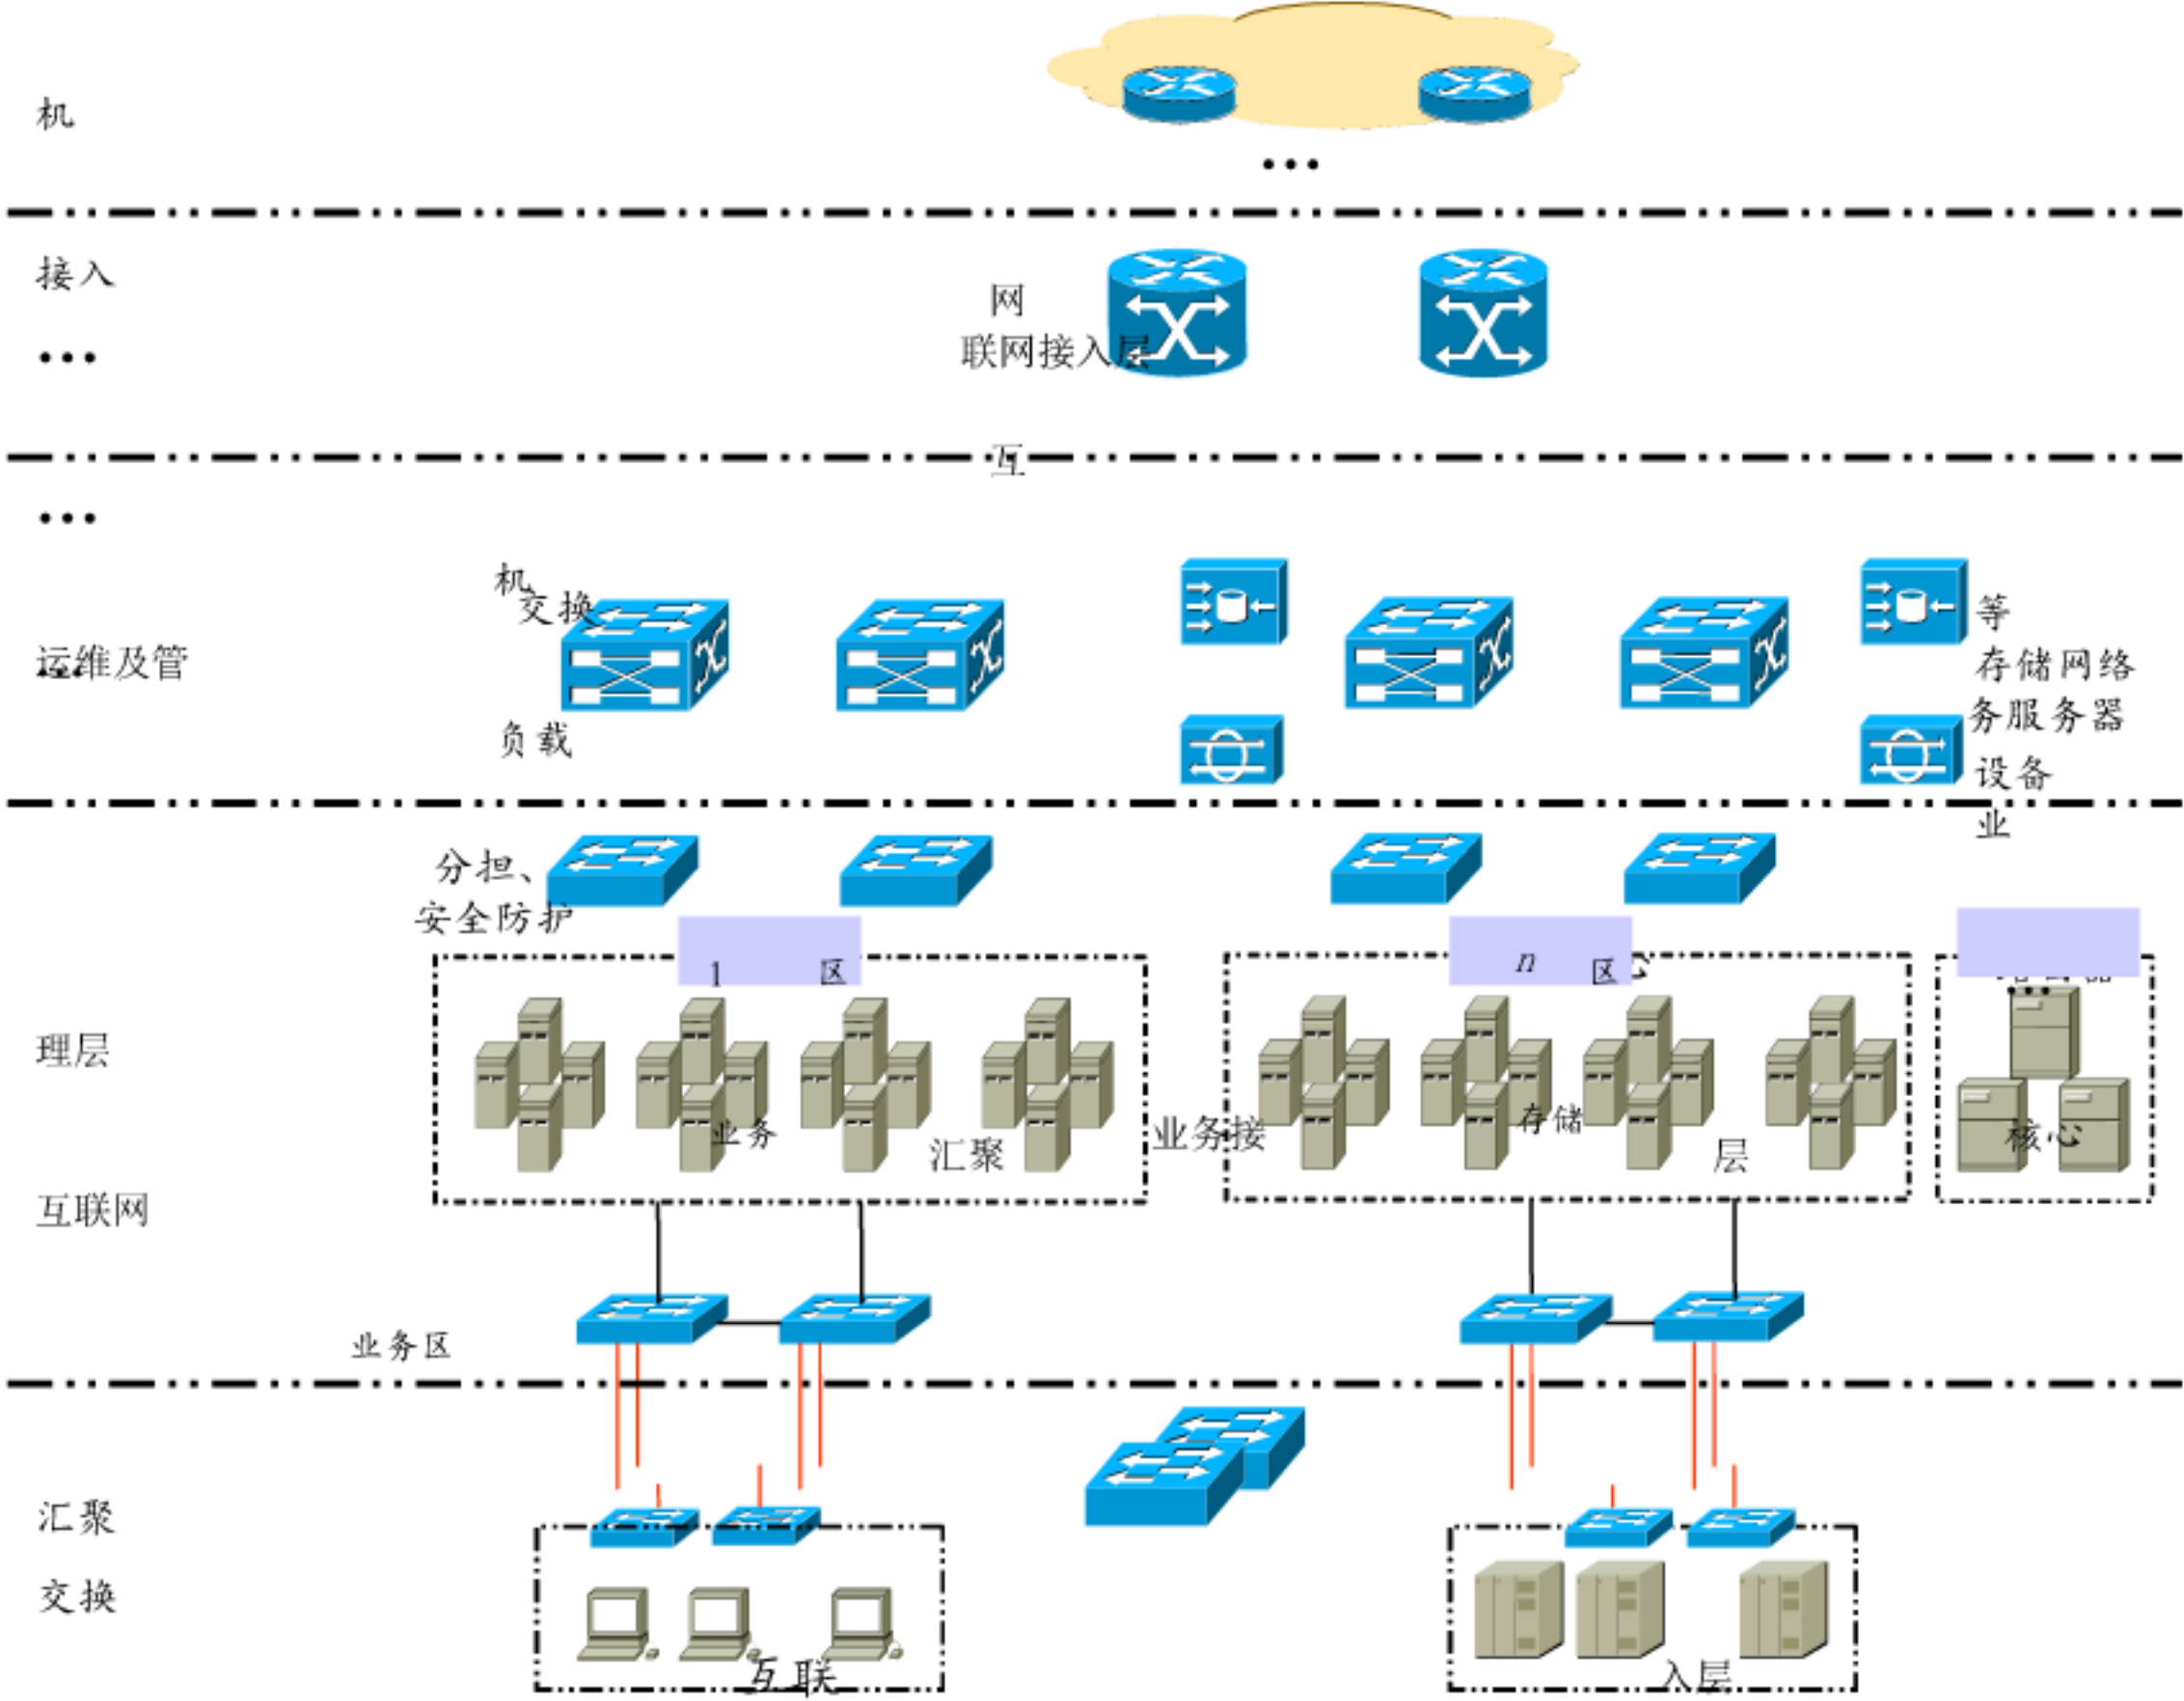 机
...
接入
网
...
联网接入层
互
...
机
交换
等
运维及管
存储网络
务服务器
负载
设备
业
分担、
安全防护
1 区
n 区
...
理层
业务
汇聚
业务接
存储
层
核心
互联网
业务区
汇聚
交换
互联
入层